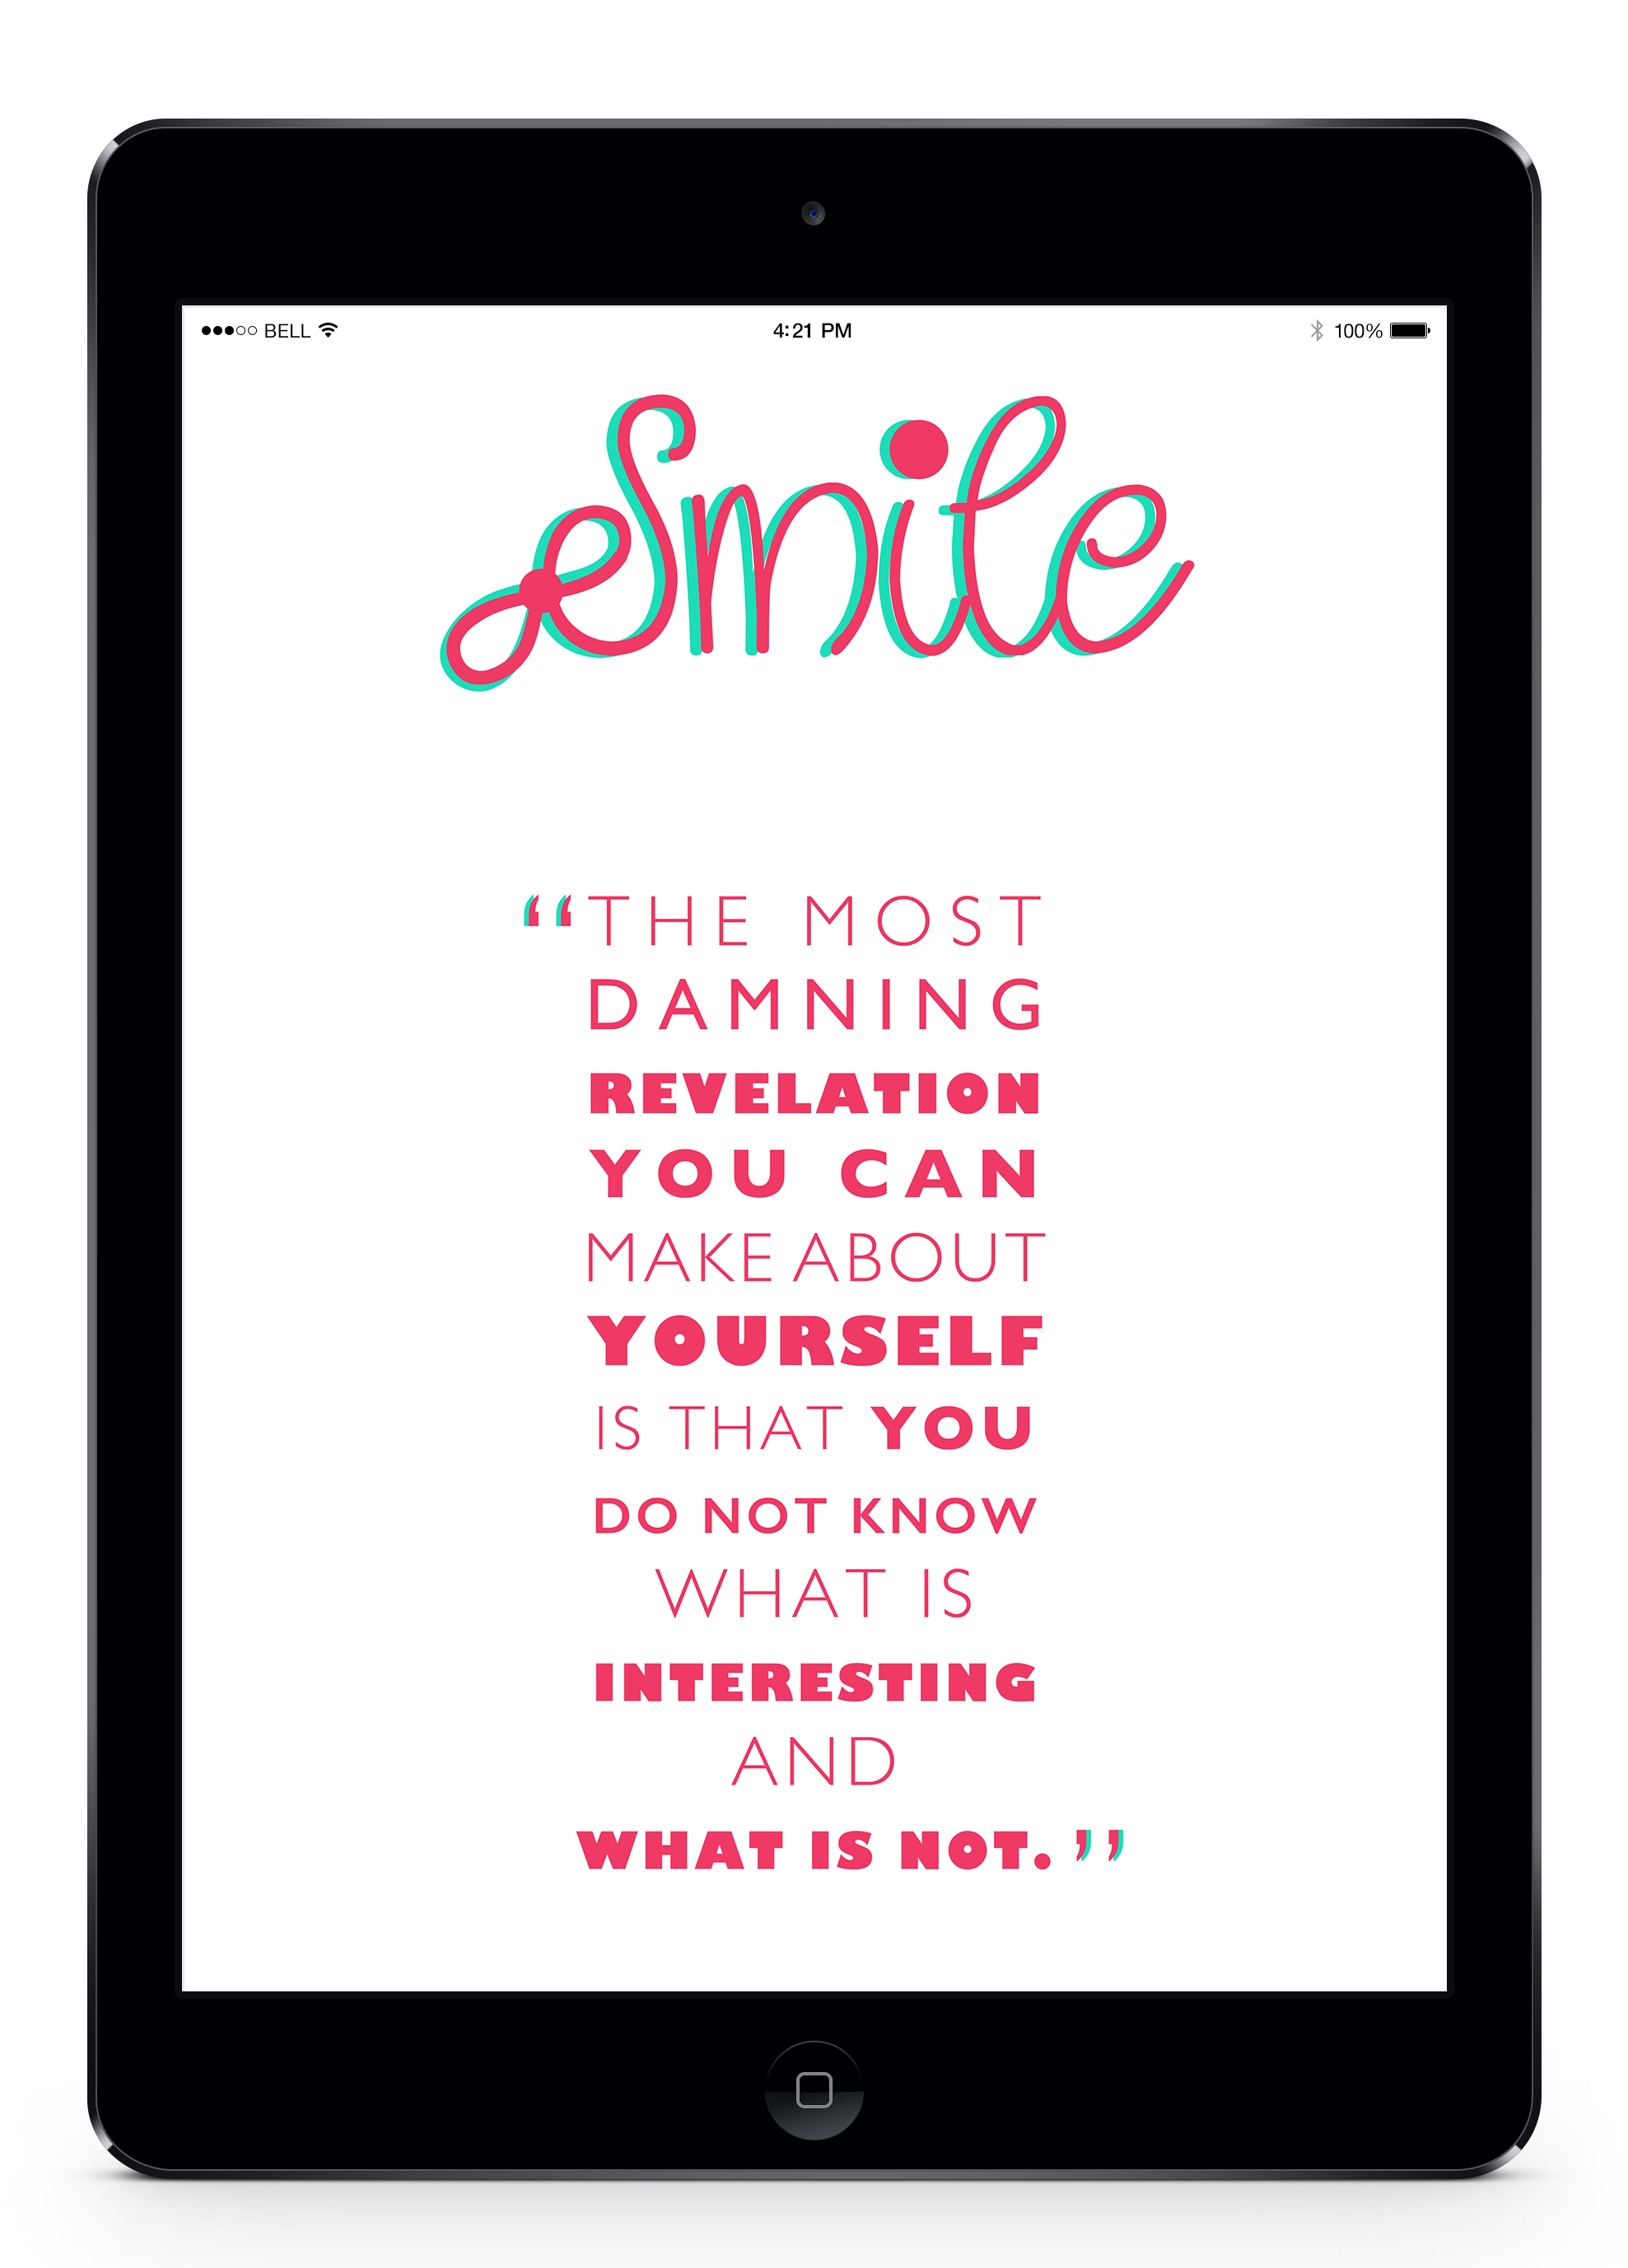 BELL 4:21 PM 100%
Smile
“THE MOST
DAMNING
REVELATION
YOU CAN
MAKE ABOUT
YOURSELF
IS THAT YOU
DO NOT KNOW
WHAT IS
INTERESTING
AND
WHAT IS NOT.”